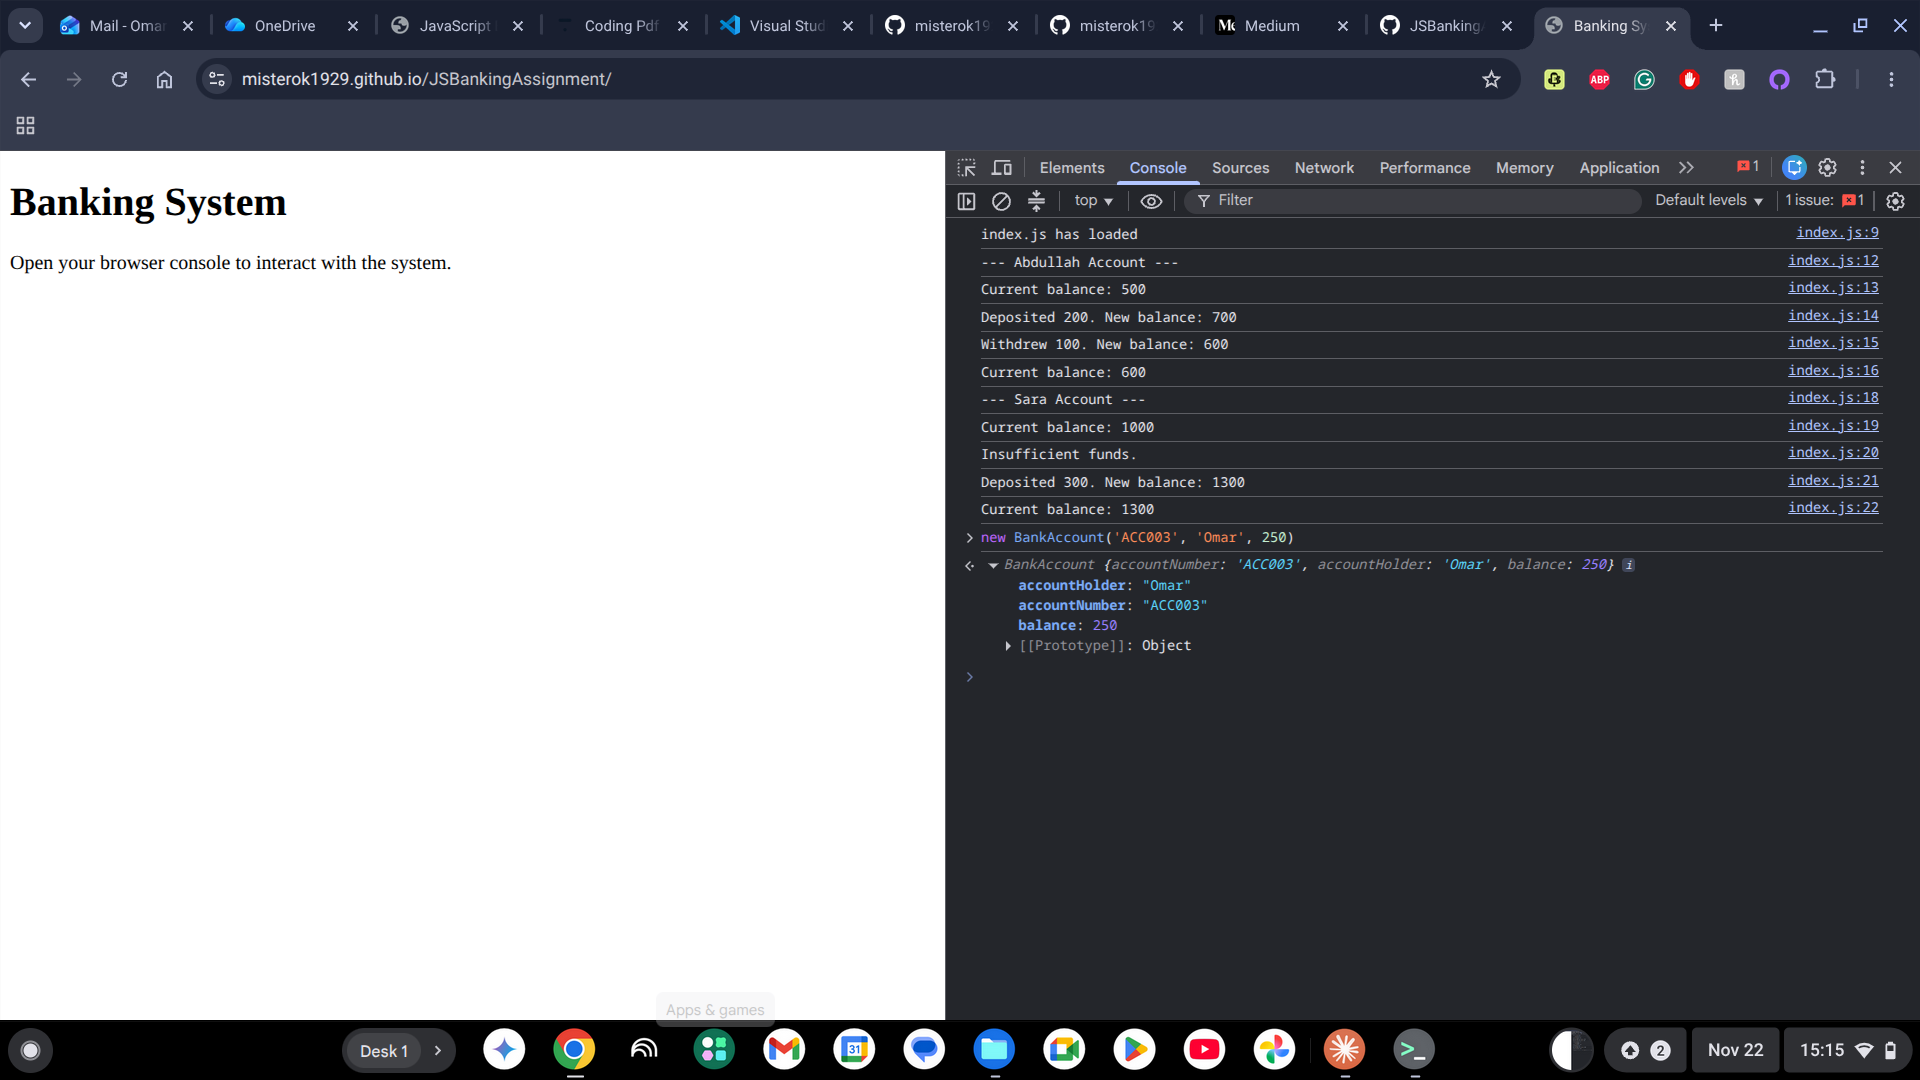 Mail - Omar
OneDrive
JavaScript
Coding Pdf
Visual Stud
misterok19
misterok19
Medium
JSBanking
Banking Sy
misterok1929.github.io/JSBankingAssignment/
ABP
Banking System
Open your browser console to interact with the system.
Elements
Console
Sources
Network
Performance
Memory
Application
1
top
Filter
Default levels
1 issue: 1
index.js has loaded index.js:9
--- Abdullah Account --- index.js:12
Current balance: 500 index.js:13
Deposited 200. New balance: 700 index.js:14
Withdrew 100. New balance: 600 index.js:15
Current balance: 600 index.js:16
--- Sara Account --- index.js:18
Current balance: 1000 index.js:19
Insufficient funds. index.js:20
Deposited 300. New balance: 1300 index.js:21
Current balance: 1300 index.js:22
new BankAccount('ACC003', 'Omar', 250)
BankAccount {accountNumber: 'ACC003', accountHolder: 'Omar', balance: 250} i
accountHolder: "Omar"
accountNumber: "ACC003"
balance: 250
[[Prototype]]: Object
Apps & games
Desk 1
31
2
Nov 22
15:15